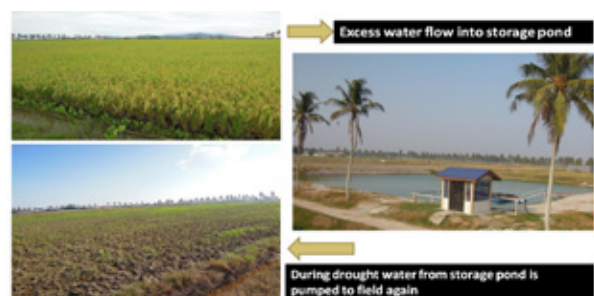 Excess water flow into storage pond
During drought water from storage pond is
pumped to field again